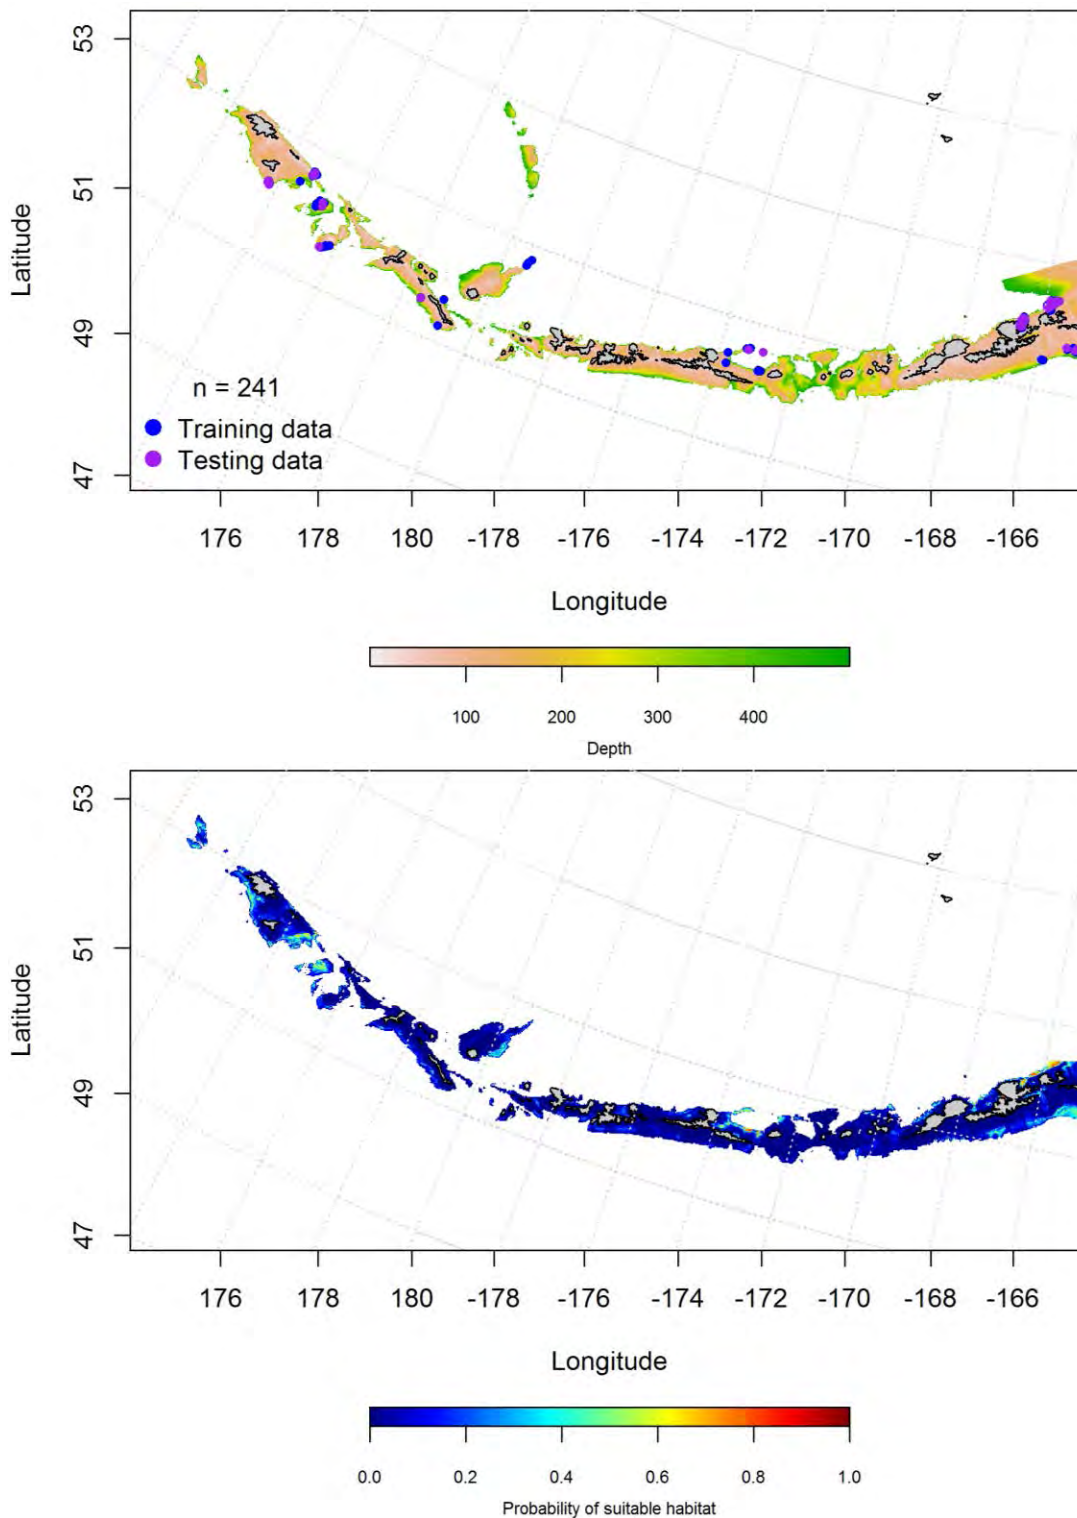 53
51
49
47
Latitude
n = 241
Training data
Testing data
176 178 180 -178 -176 -174 -172 -170 -168 -166
Longitude
100 200 300 400
Depth
53
51
49
47
Latitude
176 178 180 -178 -176 -174 -172 -170 -168 -166
Longitude
0.0 0.2 0.4 0.6 0.8 1.0
Probability of suitable habitat